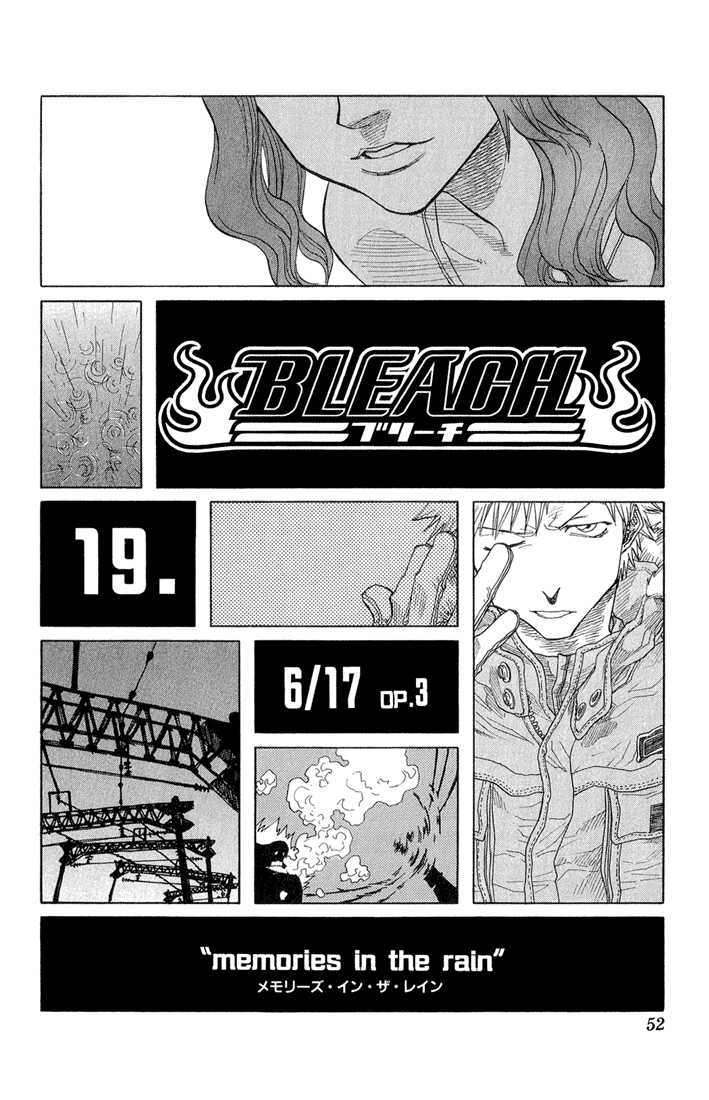 BLEACH
ブリーチ
19.
6/17 OP.3
"memories in the rain"
メモリーズ・イン・ザ・レイン
52